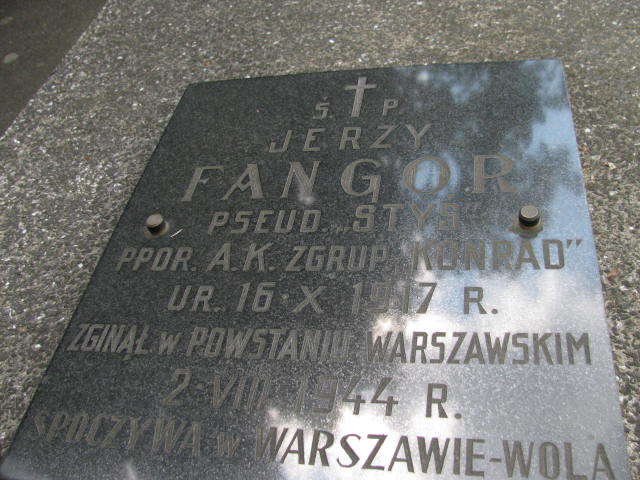 Ś. † P.
JERZY
FANGOR
PSEUD. „STYS"
PPOR. A.K. ZGRUP. „KONRAD"
UR. 16·X 1917 R.
ZGINĄŁ W POWSTANIU WARSZAWSKIM
2·VIII 1944 R.
SPOCZYWA W WARSZAWIE-WOLA